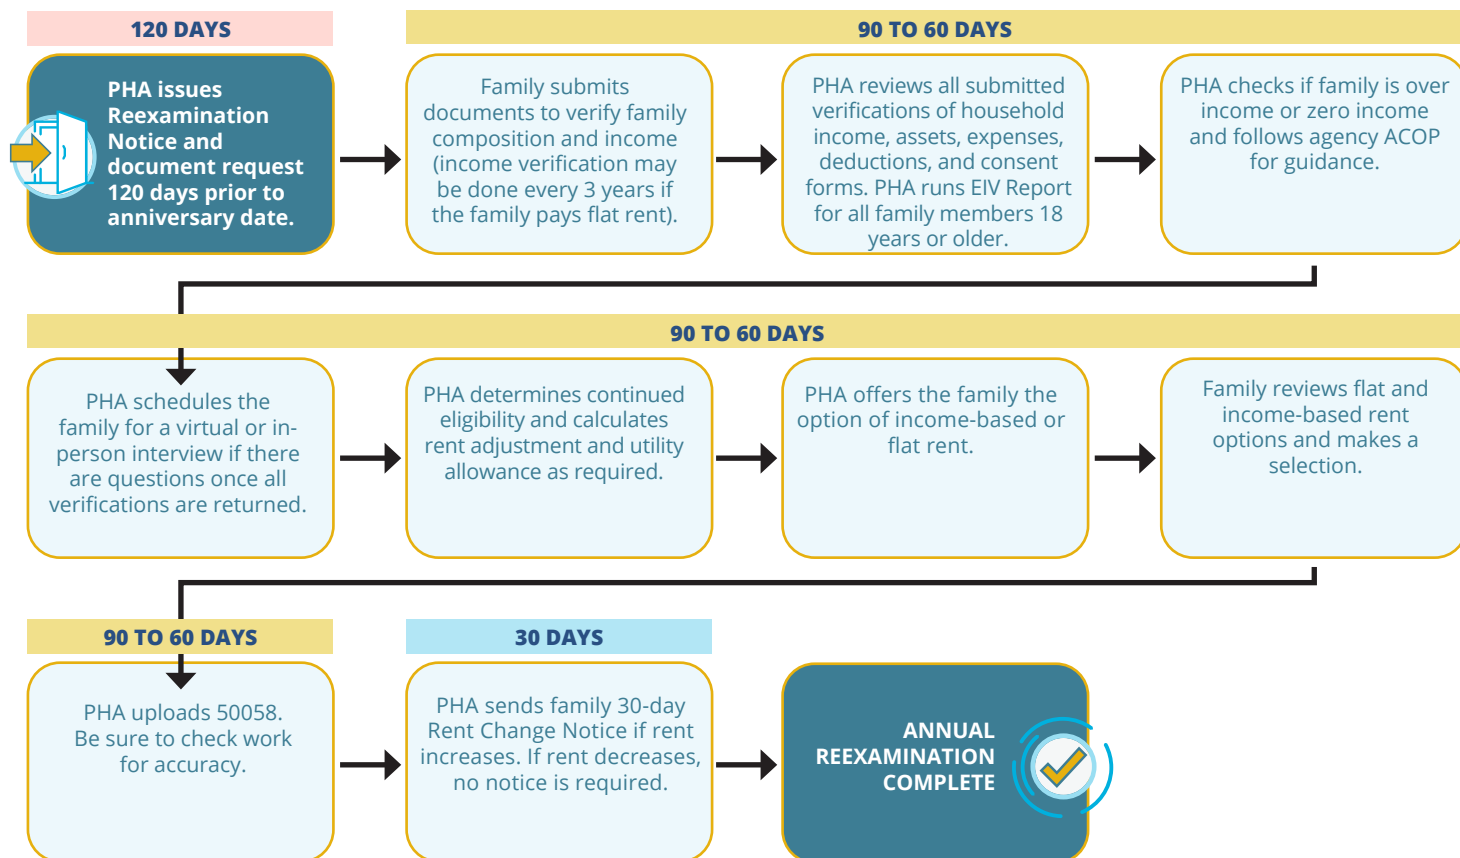 120 DAYS
90 TO 60 DAYS
PHA issues
Reexamination
Notice and
document request
120 days prior to
anniversary date.
Family submits
documents to verify family
composition and income
(income verification may
be done every 3 years if
the family pays flat rent).
PHA reviews all submitted
verifications of household
income, assets, expenses,
deductions, and consent
forms. PHA runs EIV Report
for all family members 18
years or older.
PHA checks if family is over
income or zero income
and follows agency ACOP
for guidance.
90 TO 60 DAYS
PHA schedules the
family for a virtual or in-
person interview if there
are questions once all
verifications are returned.
PHA determines continued
eligibility and calculates
rent adjustment and utility
allowance as required.
PHA offers the family the
option of income-based or
flat rent.
Family reviews flat and
income-based rent
options and makes a
selection.
90 TO 60 DAYS
30 DAYS
PHA uploads 50058.
Be sure to check work
for accuracy.
PHA sends family 30-day
Rent Change Notice if rent
increases. If rent decreases,
no notice is required.
ANNUAL
REEXAMINATION
COMPLETE